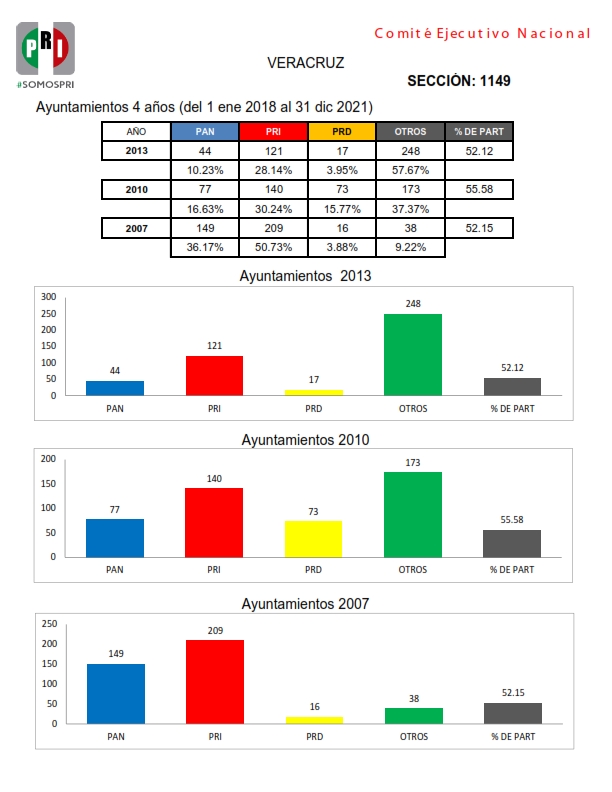 Comité Ejecutivo Nacional
PRI
#SOMOSPRI
VERACRUZ
SECCIÓN: 1149
Ayuntamientos 4 años (del 1 ene 2018 al 31 dic 2021)
AÑO PAN PRI PRD OTROS % DE PART
2013 44 121 17 248 52.12
10.23% 28.14% 3.95% 57.67%
2010 77 140 73 173 55.58
16.63% 30.24% 15.77% 37.37%
2007 149 209 16 38 52.15
36.17% 50.73% 3.88% 9.22%
Ayuntamientos 2013
300
250
200
150
100
50
0
44 121 17 248 52.12
PAN PRI PRD OTROS % DE PART
Ayuntamientos 2010
200
150
100
50
0
77 140 73 173 55.58
PAN PRI PRD OTROS % DE PART
Ayuntamientos 2007
250
200
150
100
50
0
149 209 16 38 52.15
PAN PRI PRD OTROS % DE PART